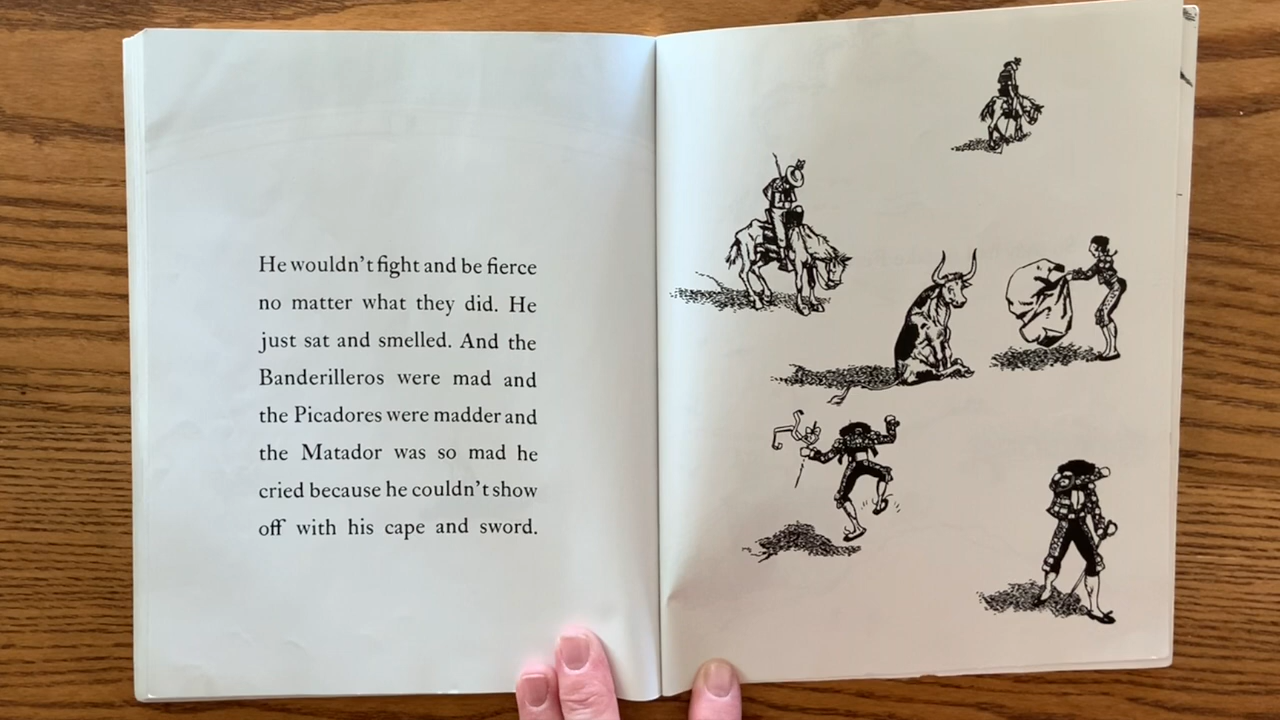 He wouldn't fight and be fierce
no matter what they did. He
just sat and smelled. And the
Banderilleros were mad and
the Picadores were madder and
the Matador was so mad he
cried because he couldn't show
off with his cape and sword.